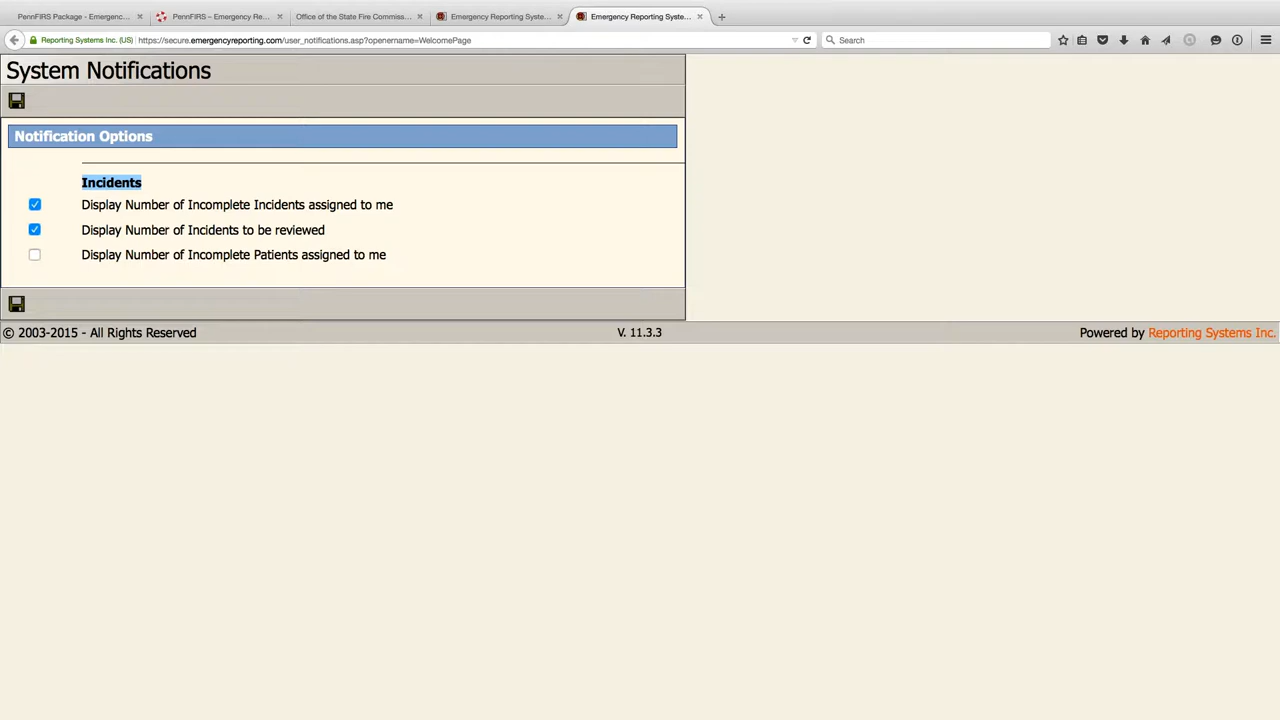 PennFIRS Package - Emergenc... × PennFIRS – Emergency Re... × Office of the State Fire Commiss... × Emergency Reporting Syste... × Emergency Reporting Syste... × +
Reporting Systems Inc. (US) https://secure.emergencyreporting.com/user_notifications.asp?openername=WelcomePage Search
System Notifications
Notification Options
Incidents
Display Number of Incomplete Incidents assigned to me
Display Number of Incidents to be reviewed
Display Number of Incomplete Patients assigned to me
© 2003-2015 - All Rights Reserved V. 11.3.3 Powered by Reporting Systems Inc.